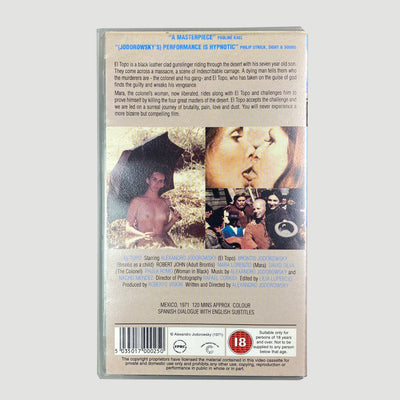 "A MASTERPIECE" PAULINE KAEL
"(JODOROWSKY'S) PERFORMANCE IS HYPNOTIC" PHILIP STRICK, SIGHT & SOUND
El Topo is a black leather clad gunslinger riding through the desert with his seven year old son.
They come across a massacre, a scene of indescribable carnage. A dying man tells them who
the murderers are - the colonel and his gang- and El Topo, who has taken on the guise of god
finds the guilty and wreaks his vengeance
Mara, the colonel's woman, now liberated, rides along with El Topo and challenges him to
prove himself by killing the four great masters of the desert. El Topo accepts the challenge and
we are led on a surreal journey of brutality, pain, love and dust. You will never experience a
more bizarre but compelling film.
EL TOPO Starring ALEXANDRO JODOROWSKY (El Topo) BRONTIS JODOROWSKY
(Brontis as a child) ROBERT JOHN (Adult Brontis) MARA LORENZIO (Mara) DAVID SILVA
(The Colonel) PAULA ROMO (Woman in Black) Music by ALEXANDRO JODOROWSKY and
NACHO MENDEZ Director of Photography RAFAEL CORKIDI Edited by
Produced by ROBERTO VISKIN Written and Directed by ALEXANDRO JODOROWSKY
MEXICO, 1971 120 MINS APPROX. COLOUR
SPANISH DIALOGUE WITH ENGLISH SUBTITLES
© Alexandro Jodorowsky (1971)
5 035017 000250
VHS
18
Suitable only for
persons of 18 years
and over.
Not to be
supplied to any
person below
that age.
The copyright proprietors have licensed the material contained in this video cassette for
private and domestic use only and prohibits any other use, copying, reproduction or
performance in public in whole or in part.